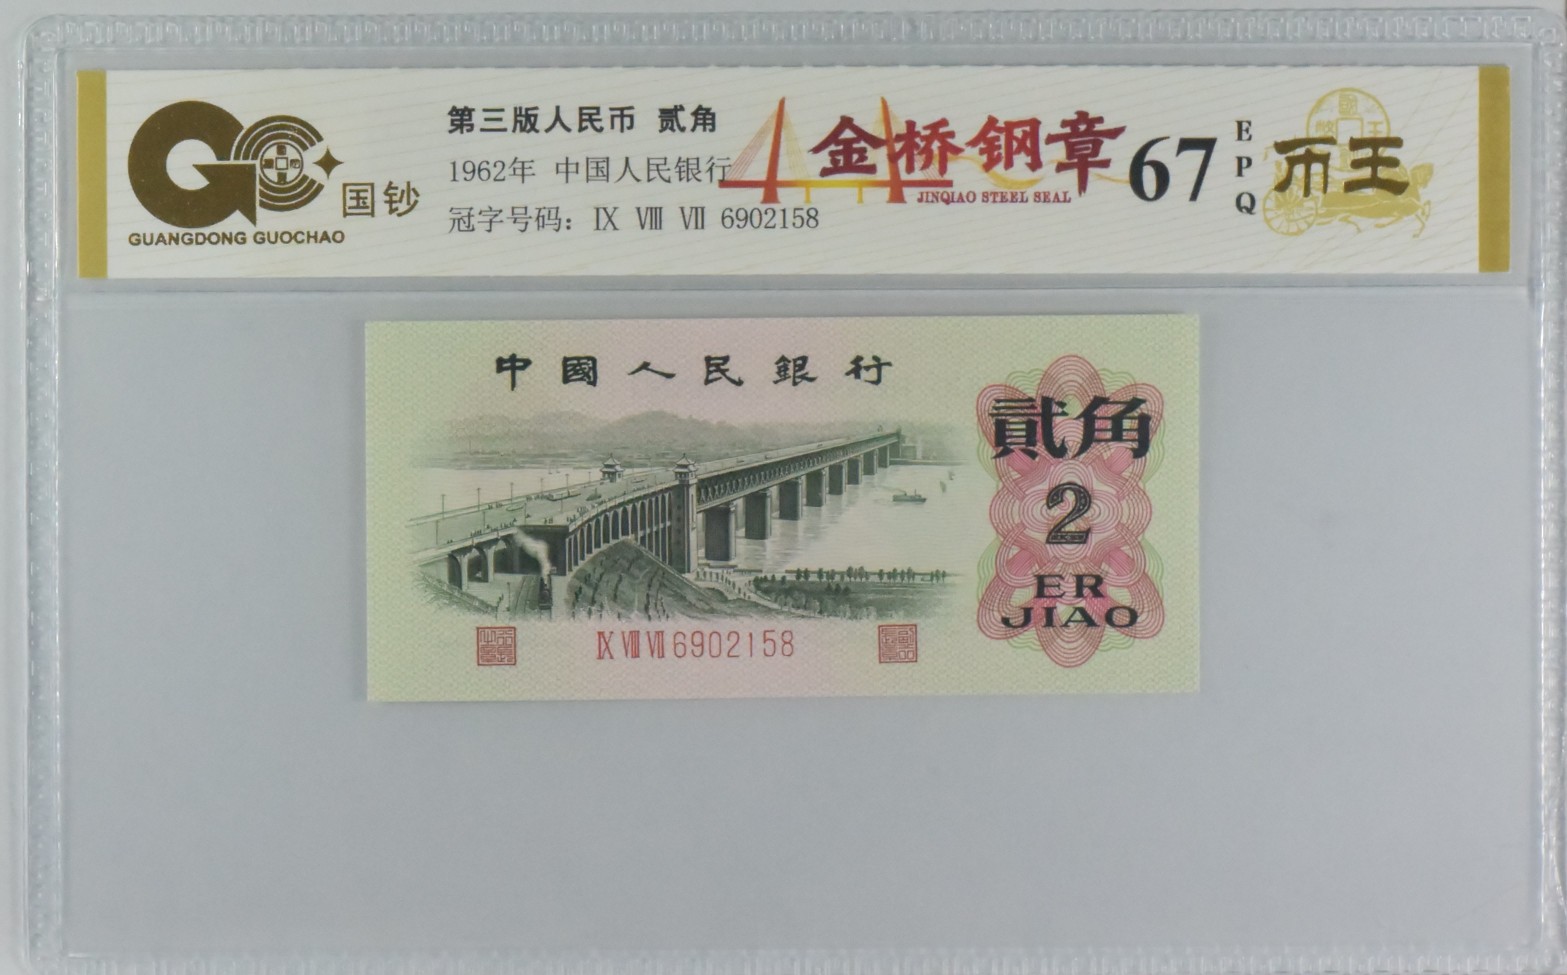 国钞
GUANGDONG GUOCHAO
第三版人民币 贰角
1962年 中国人民银行
冠字号码：Ⅸ Ⅷ Ⅶ 6902158
金桥钢章
JINQIAO STEEL SEAL
67
EPQ
币王
中國人民銀行
貳角
2
ER
JIAO
Ⅸ Ⅷ Ⅶ 6902158